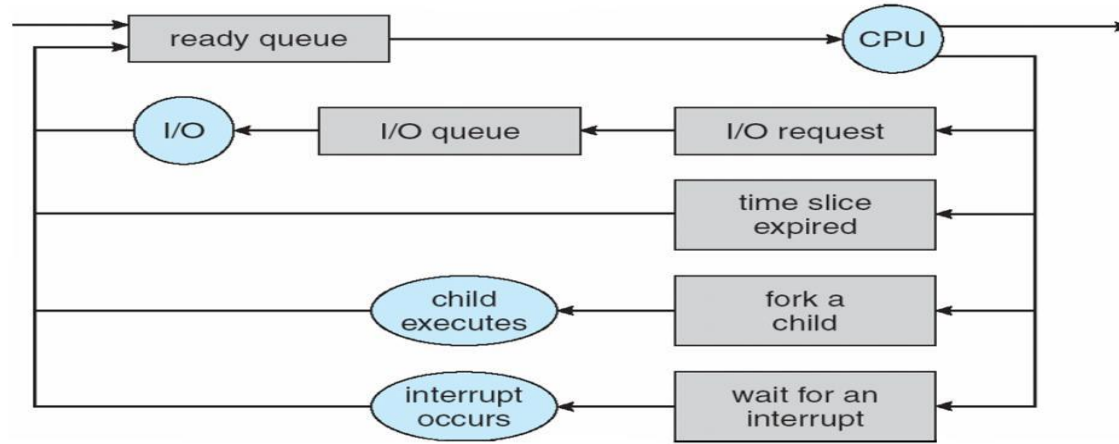 ready queue
CPU
I/O
I/O queue
I/O request
time slice
expired
child
executes
fork a
child
interrupt
occurs
wait for an
interrupt